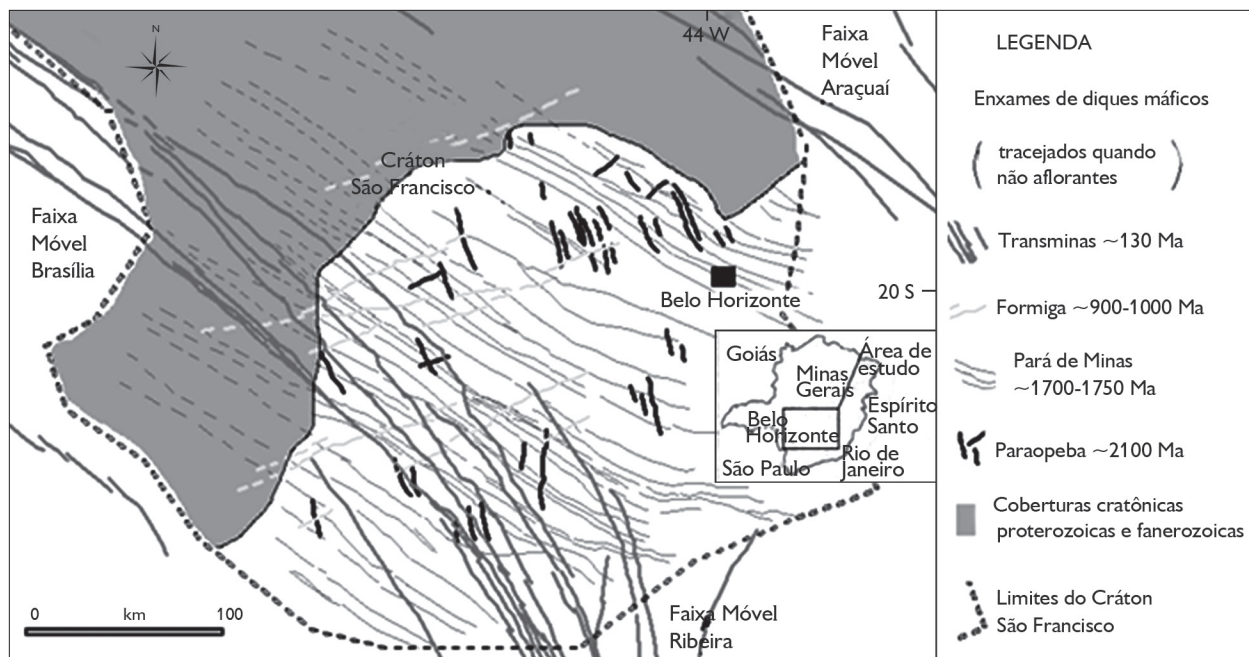 N
44 W
Faixa
Móvel
Araçuaí
Cráton
São Francisco
Faixa
Móvel
Brasília
20 S
Belo Horizonte
Goiás
Área de
estudo
Minas
Gerais
Espírito
Santo
Belo
Horizonte
São Paulo
Rio de
Janeiro
0 km 100
Faixa Móvel
Ribeira
LEGENDA
Enxames de diques máficos
tracejados quando
não aflorantes
Transminas ~130 Ma
Formiga ~900-1000 Ma
Pará de Minas
~1700-1750 Ma
Paraopeba ~2100 Ma
Coberturas cratônicas
proterozoicas e fanerozoicas
Limites do Cráton
São Francisco